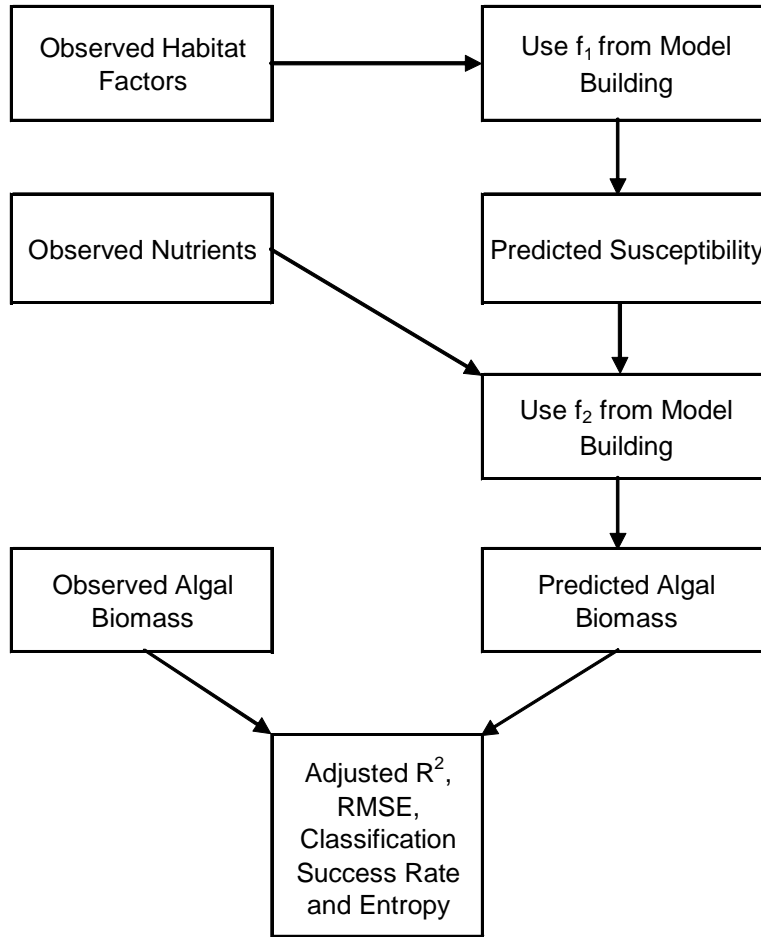 Observed Habitat
Factors
Use f₁ from Model
Building
Observed Nutrients
Predicted Susceptibility
Use f₂ from Model
Building
Observed Algal
Biomass
Predicted Algal
Biomass
Adjusted R²,
RMSE,
Classification
Success Rate
and Entropy